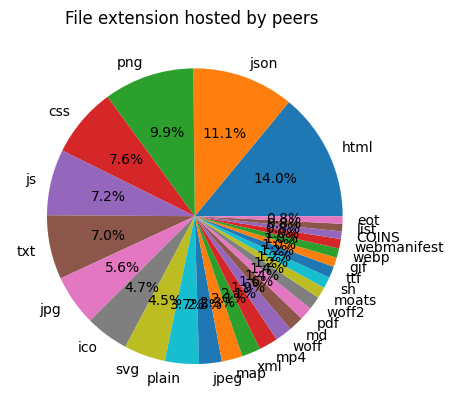 File extension hosted by peers
html
json
png
css
js
txt
jpg
ico
svg
plain
jpeg
map
xml
mp4
woff
md
pdf
woff2
moats
sh
ttf
gif
webp
webmanifest
COINS
list
eot
14.0%
11.1%
9.9%
7.6%
7.2%
7.0%
5.6%
4.7%
4.5%
3.7%
0.8%